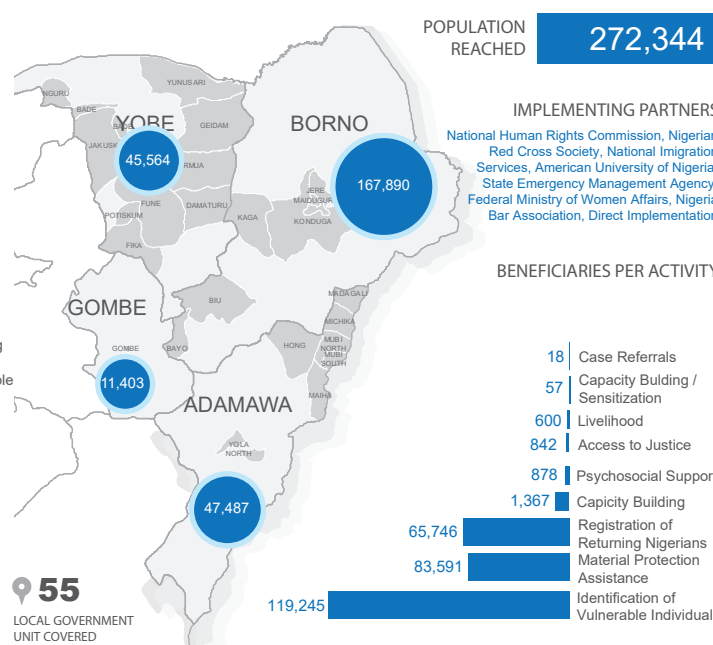 POPULATION
REACHED
272,344
IMPLEMENTING PARTNERS
National Human Rights Commission, Nigerian
Red Cross Society, National Imigration
Services, American University of Nigeria
State Emergency Management Agency,
Federal Ministry of Women Affairs, Nigeria
Bar Association, Direct Implementation
BENEFICIARIES PER ACTIVITY
18 Case Referrals
57 Capacity Bulding /
Sensitization
600 Livelihood
842 Access to Justice
878 Psychosocial Suppor
1,367 Capicity Building
65,746 Registration of
Returning Nigerians
83,591 Material Protection
Assistance
119,245 Identification of
Vulnerable Individual
YUNUSARI
NGURU
BADE
BADE
YOBE
GEIDAM
JAKUSK
45,564
RMUA
FUNE
DAMATURU
POTISKUM
FIKA
BORNO
167,890
JERE
MAIDUGUR
KAGA
KONDUGA
BIU
BAYO
GOMBE
GOMBE
11,403
MADAGALI
MICHIKA
MUBI
NORTH
MUBI
SOUTH
HONG
MAIHA
ADAMAWA
YOLA
NORTH
47,487
g
ple
55
LOCAL GOVERNMENT
UNIT COVERED